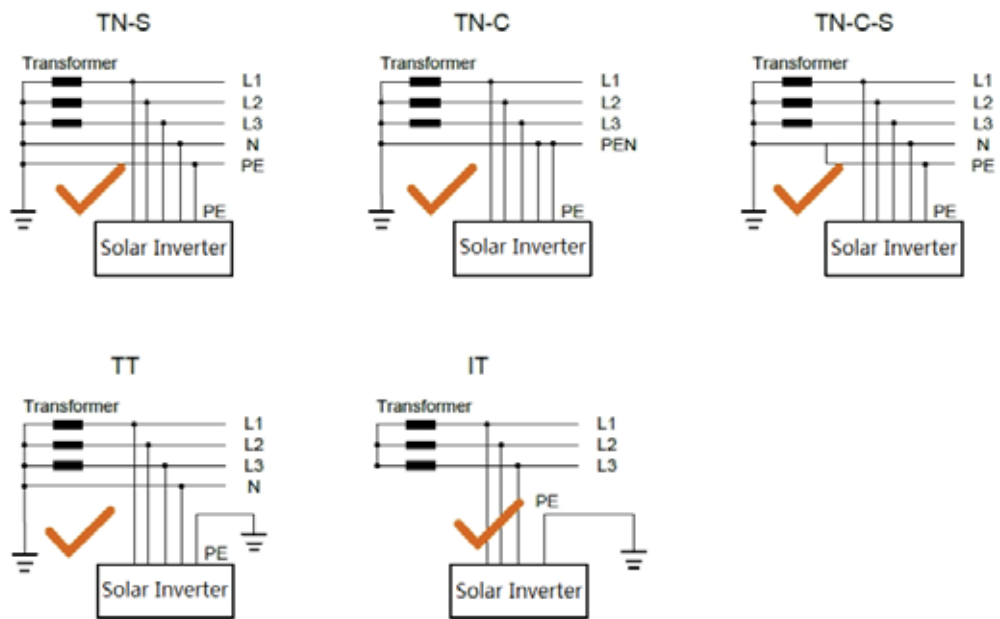 TN-S
Transformer
L1
L2
L3
N
PE
PE
Solar Inverter
TN-C
Transformer
L1
L2
L3
PEN
PE
Solar Inverter
TN-C-S
Transformer
L1
L2
L3
N
PE
PE
Solar Inverter
TT
Transformer
L1
L2
L3
N
PE
Solar Inverter
IT
Transformer
L1
L2
L3
PE
Solar Inverter